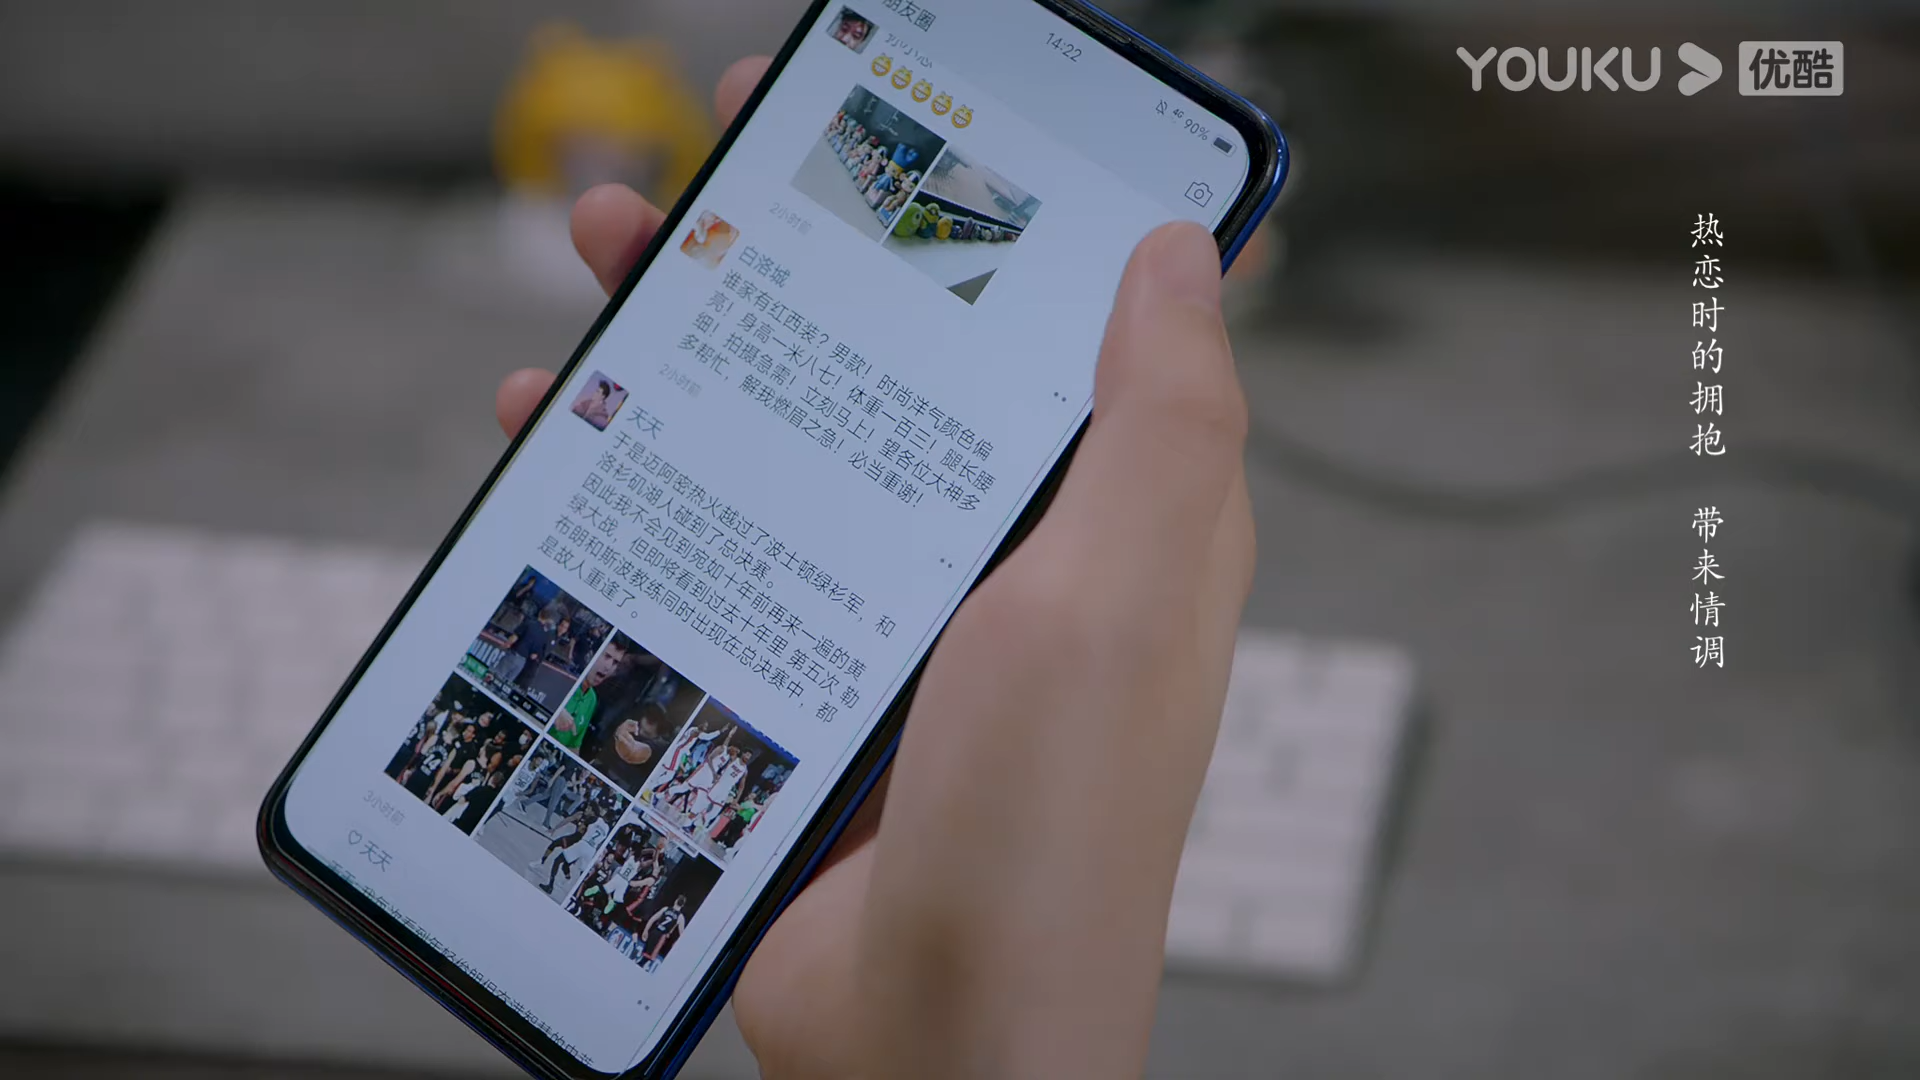 朋友圈
14:22
4G 90%
2小时前
白洛城
谁家有红西装？男款！时尚洋气颜色偏
亮！身高一米八七！体重一百三！腿长腰
细！拍摄急需！立刻马上！望各位大神多
多帮忙，解我燃眉之急！必当重谢！
2小时前
天天
于是迈阿密热火越过了波士顿绿衫军，和
洛衫矶湖人碰到了总决赛。
因此我不会见到宛如十年前再来一遍的黄
绿大战，但即将看到过去十年里 第五次 勒
布朗和斯波教练同时出现在总决赛中，都
是故人重逢了。
3小时前
天天
YOUKU 优酷
热恋时的拥抱 带来情调